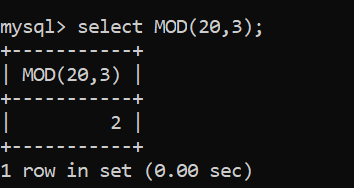 mysql> select MOD(20,3);
+-----------+
| MOD(20,3) |
+-----------+
|         2 |
+-----------+
1 row in set (0.00 sec)